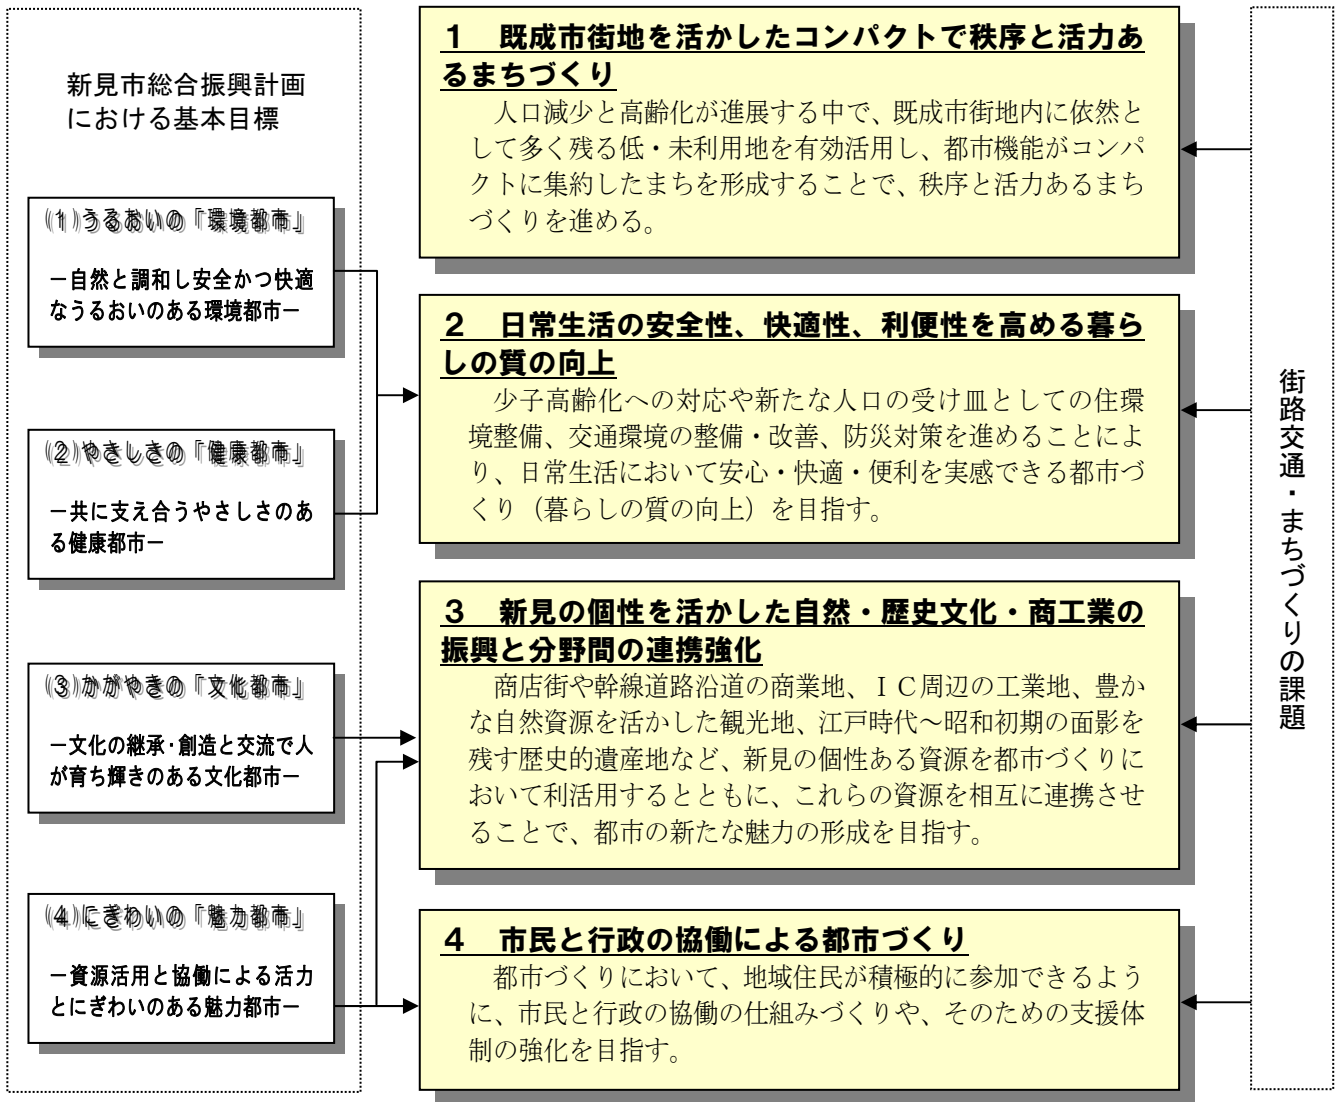 新見市総合振興計画
における基本目標
(1)うるおいの「環境都市」
－自然と調和し安全かつ快適
なうるおいのある環境都市－
(2)やさしさの「健康都市」
－共に支え合うやさしさのあ
る健康都市－
(3)かがやきの「文化都市」
－文化の継承・創造と交流で人
が育ち輝きのある文化都市－
(4)にぎわいの「魅力都市」
－資源活用と協働による活力
とにぎわいのある魅力都市－
１　既成市街地を活かしたコンパクトで秩序と活力あ
るまちづくり
人口減少と高齢化が進展する中で、既成市街地内に依然と
して多く残る低・未利用地を有効活用し、都市機能がコンパ
クトに集約したまちを形成することで、秩序と活力あるまち
づくりを進める。
２　日常生活の安全性、快適性、利便性を高める暮ら
しの質の向上
少子高齢化への対応や新たな人口の受け皿としての住環
境整備、交通環境の整備・改善、防災対策を進めることによ
り、日常生活において安心・快適・便利を実感できる都市づ
くり（暮らしの質の向上）を目指す。
３　新見の個性を活かした自然・歴史文化・商工業の
振興と分野間の連携強化
商店街や幹線道路沿道の商業地、ＩＣ周辺の工業地、豊か
な自然資源を活かした観光地、江戸時代～昭和初期の面影を
残す歴史的遺産地など、新見の個性ある資源を都市づくりに
おいて利活用するとともに、これらの資源を相互に連携させ
ることで、都市の新たな魅力の形成を目指す。
４　市民と行政の協働による都市づくり
都市づくりにおいて、地域住民が積極的に参加できるよう
に、市民と行政の協働の仕組みづくりや、そのための支援体
制の強化を目指す。
街路交通・まちづくりの課題